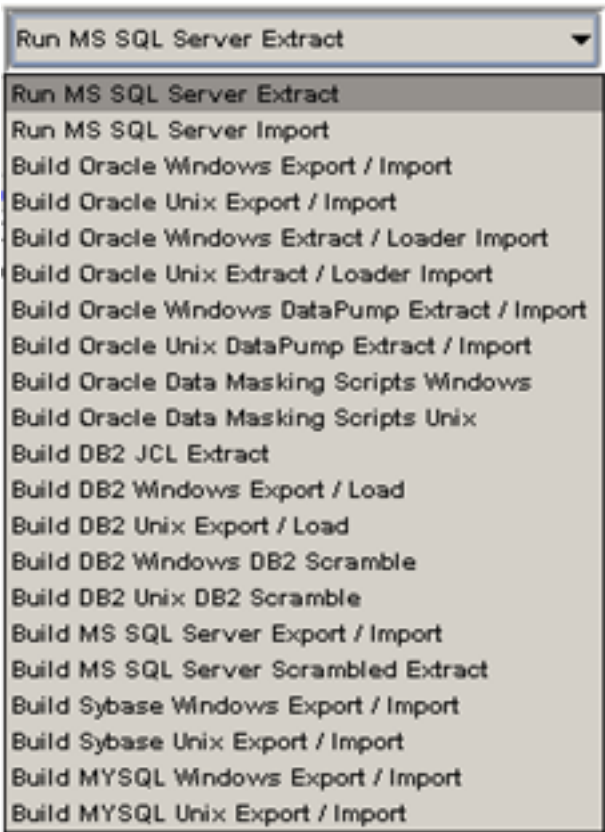 Run MS SQL Server Extract
Run MS SQL Server Extract
Run MS SQL Server Import
Build Oracle Windows Export / Import
Build Oracle Unix Export / Import
Build Oracle Windows Extract / Loader Import
Build Oracle Unix Extract / Loader Import
Build Oracle Windows DataPump Extract / Import
Build Oracle Unix DataPump Extract / Import
Build Oracle Data Masking Scripts Windows
Build Oracle Data Masking Scripts Unix
Build DB2 JCL Extract
Build DB2 Windows Export / Load
Build DB2 Unix Export / Load
Build DB2 Windows DB2 Scramble
Build DB2 Unix DB2 Scramble
Build MS SQL Server Export / Import
Build MS SQL Server Scrambled Extract
Build Sybase Windows Export / Import
Build Sybase Unix Export / Import
Build MYSQL Windows Export / Import
Build MYSQL Unix Export / Import